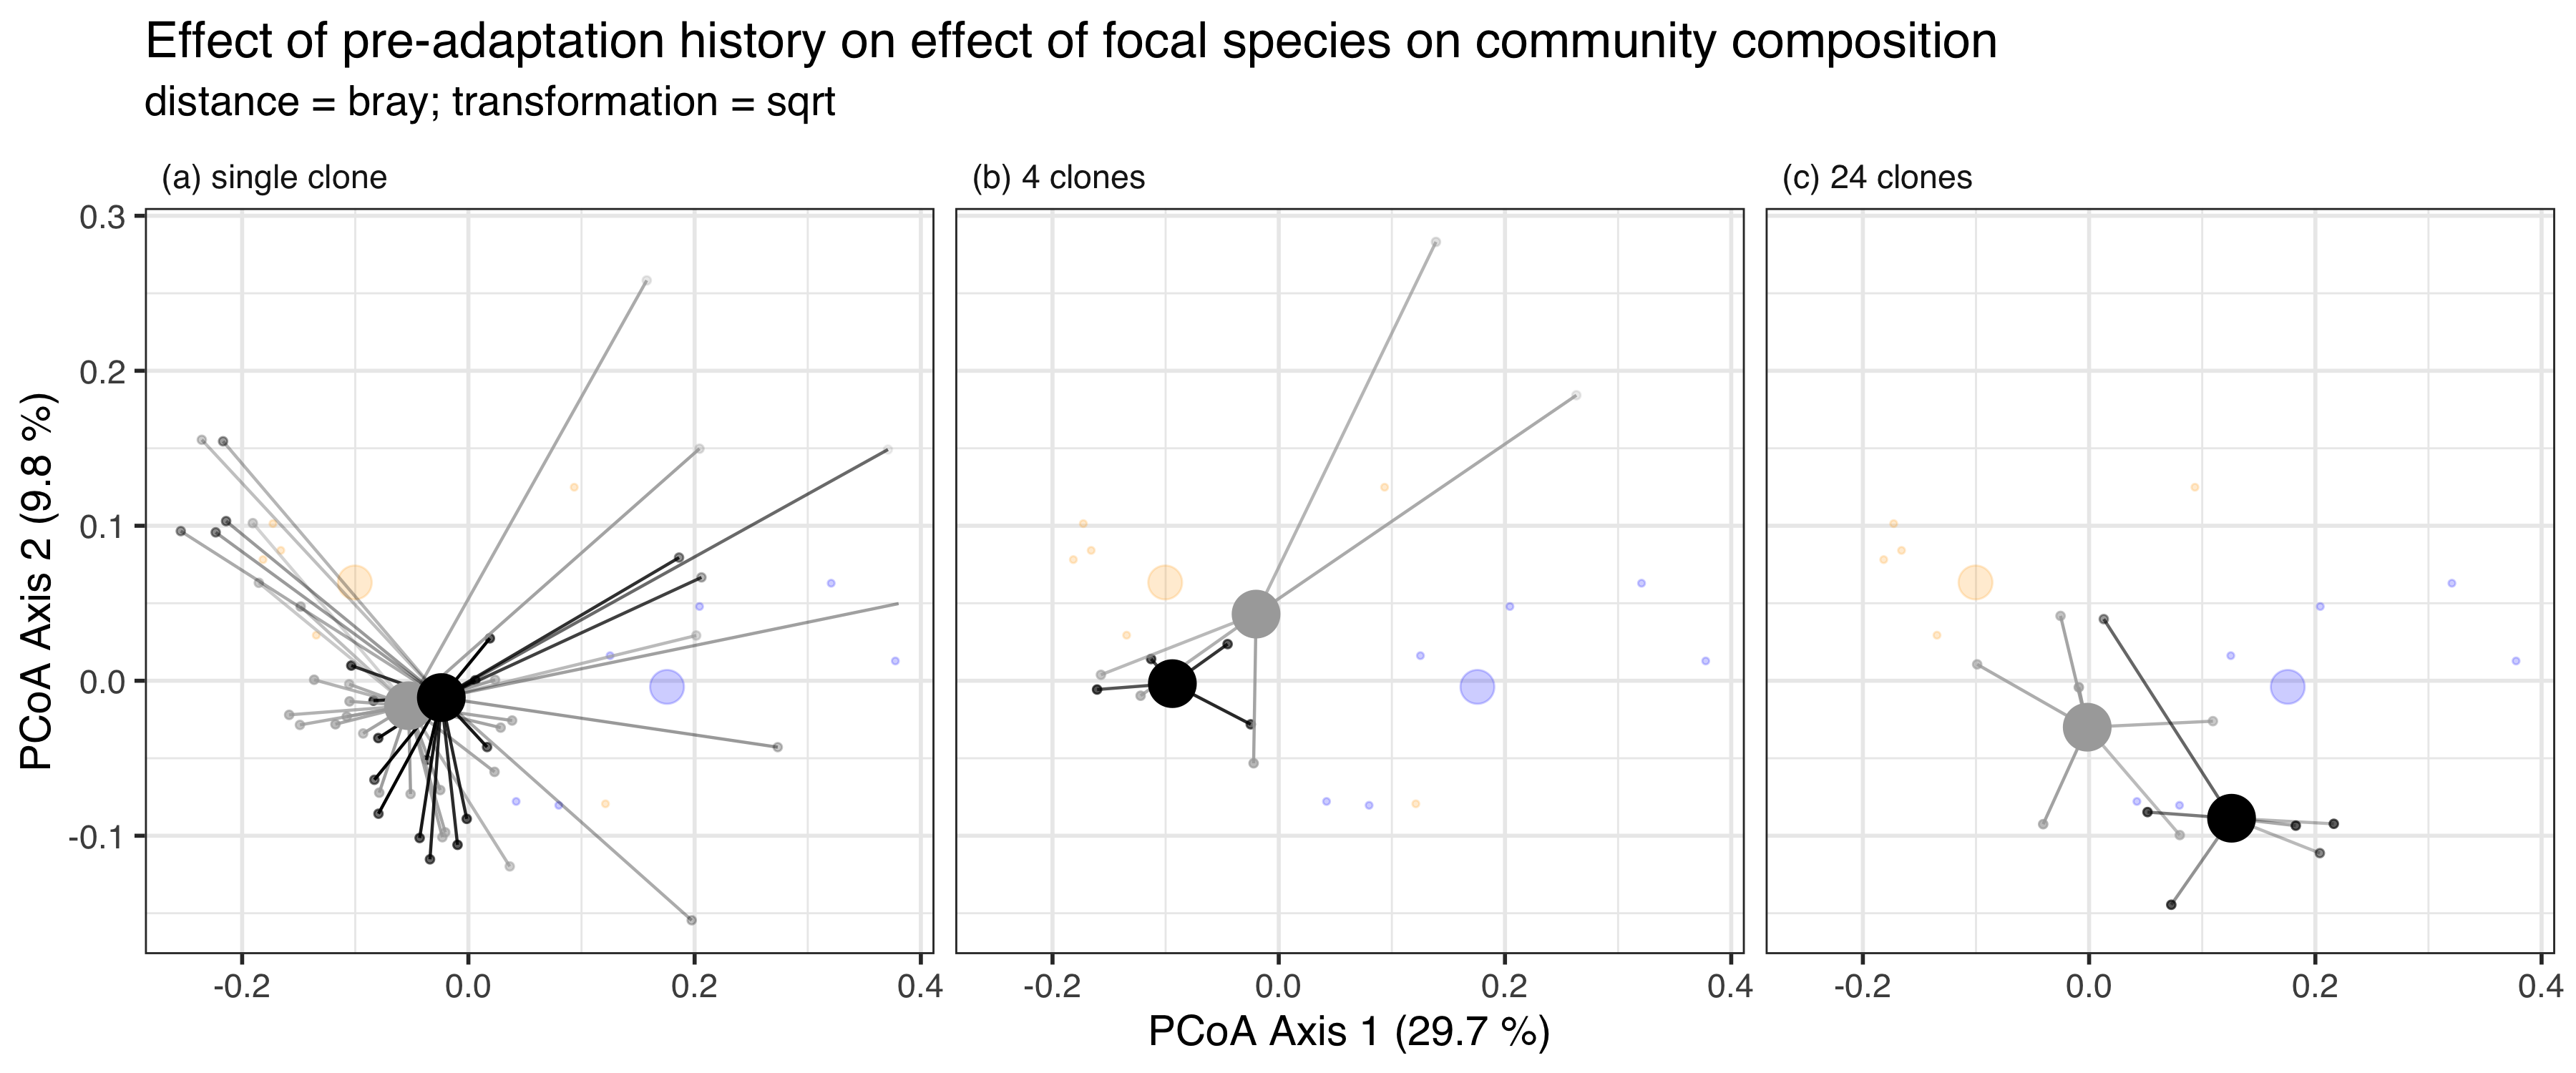 Effect of pre-adaptation history on effect of focal species on community composition
distance = bray; transformation = sqrt
(a) single clone (b) 4 clones (c) 24 clones
0.3
0.2
0.1
0.0
-0.1
PCoA Axis 2 (9.8 %)
-0.2 0.0 0.2 0.4 -0.2 0.0 0.2 0.4 -0.2 0.0 0.2 0.4
PCoA Axis 1 (29.7 %)